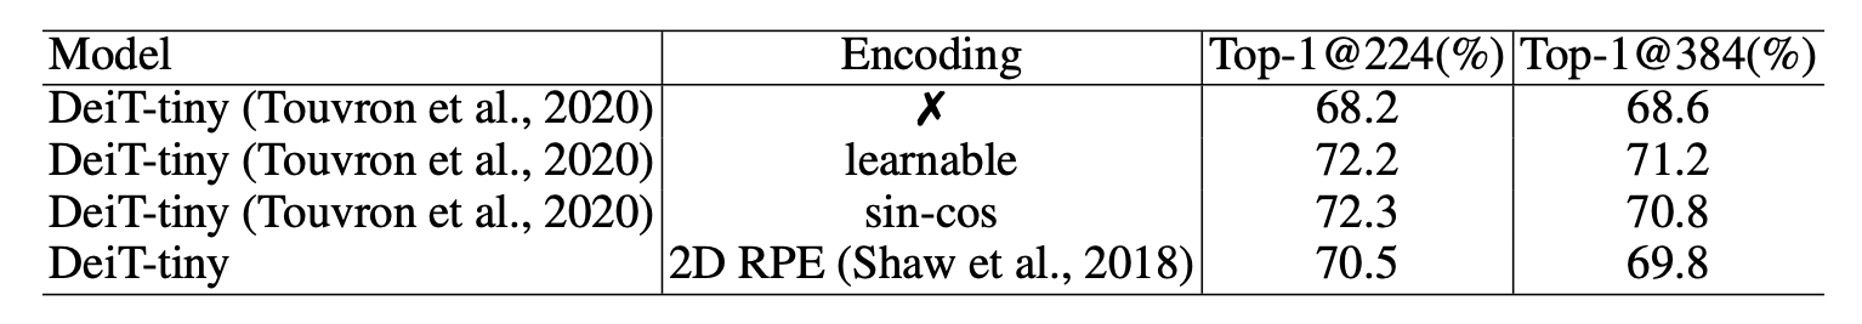 Model Encoding Top-1@224(%) Top-1@384(%)
DeiT-tiny (Touvron et al., 2020) ✗ 68.2 68.6
DeiT-tiny (Touvron et al., 2020) learnable 72.2 71.2
DeiT-tiny (Touvron et al., 2020) sin-cos 72.3 70.8
DeiT-tiny 2D RPE (Shaw et al., 2018) 70.5 69.8